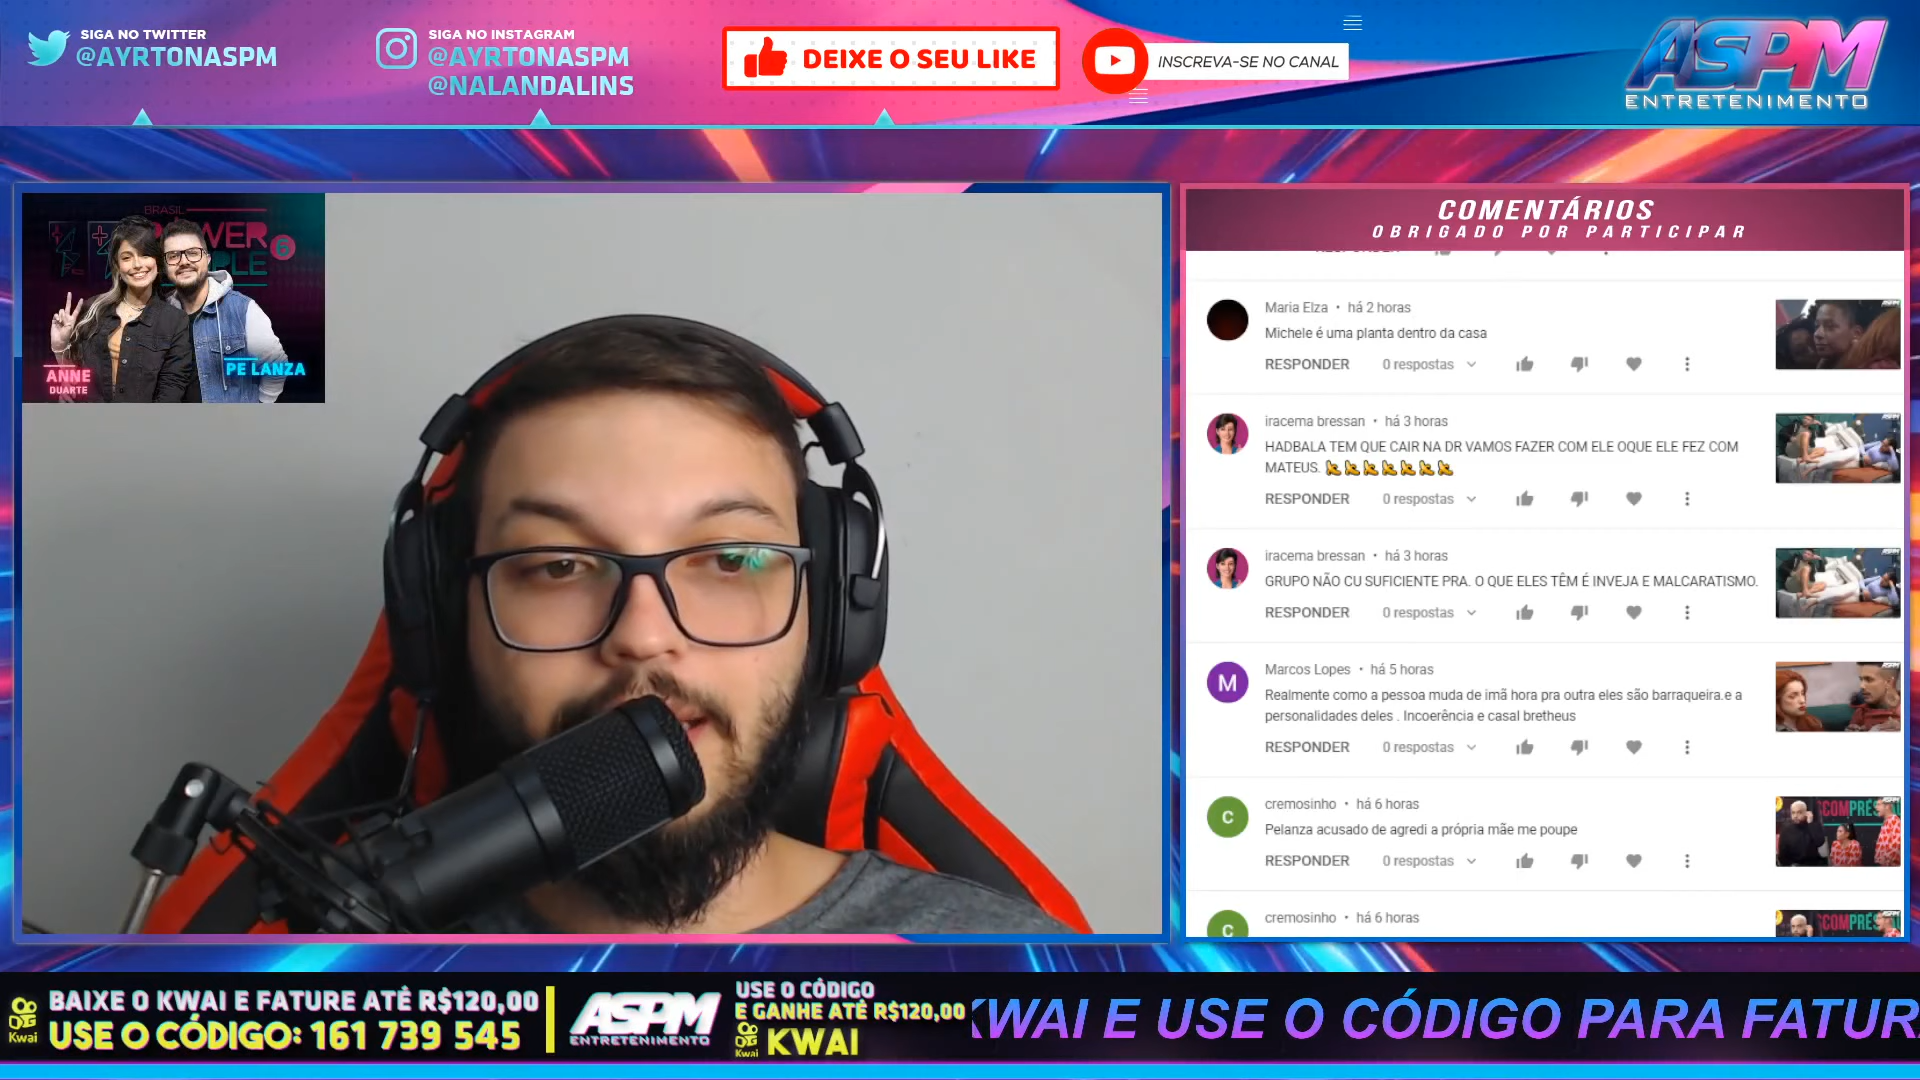 SIGA NO TWITTER
@AYRTONASPM
SIGA NO INSTAGRAM
@AYRTONASPM
@NALANDALINS
DEIXE O SEU LIKE
INSCREVA-SE NO CANAL
ASPM
ENTRETENIMENTO
BRASIL
ANNE
DUARTE
PE LANZA
COMENTÁRIOS
OBRIGADO POR PARTICIPAR
Maria Elza • há 2 horas
Michele é uma planta dentro da casa
RESPONDER 0 respostas
iracema bressan • há 3 horas
HADBALA TEM QUE CAIR NA DR VAMOS FAZER COM ELE OQUE ELE FEZ COM
MATEUS.
RESPONDER 0 respostas
iracema bressan • há 3 horas
GRUPO NÃO CU SUFICIENTE PRA. O QUE ELES TÊM É INVEJA E MALCARATISMO.
RESPONDER 0 respostas
M
Marcos Lopes • há 5 horas
Realmente como a pessoa muda de imã hora pra outra eles são barraqueira.e a
personalidades deles . Incoerência e casal bretheus
RESPONDER 0 respostas
C
cremosinho • há 6 horas
Pelanza acusado de agredi a própria mãe me poupe
RESPONDER 0 respostas
C
cremosinho • há 6 horas
BAIXE O KWAI E FATURE ATÉ R$120,00
Kwai
USE O CÓDIGO: 161 739 545
ASPM
ENTRETENIMENTO
USE O CÓDIGO
E GANHE ATÉ R$120,00
Kwai
KWAI
KWAI E USE O CÓDIGO PARA FATUR